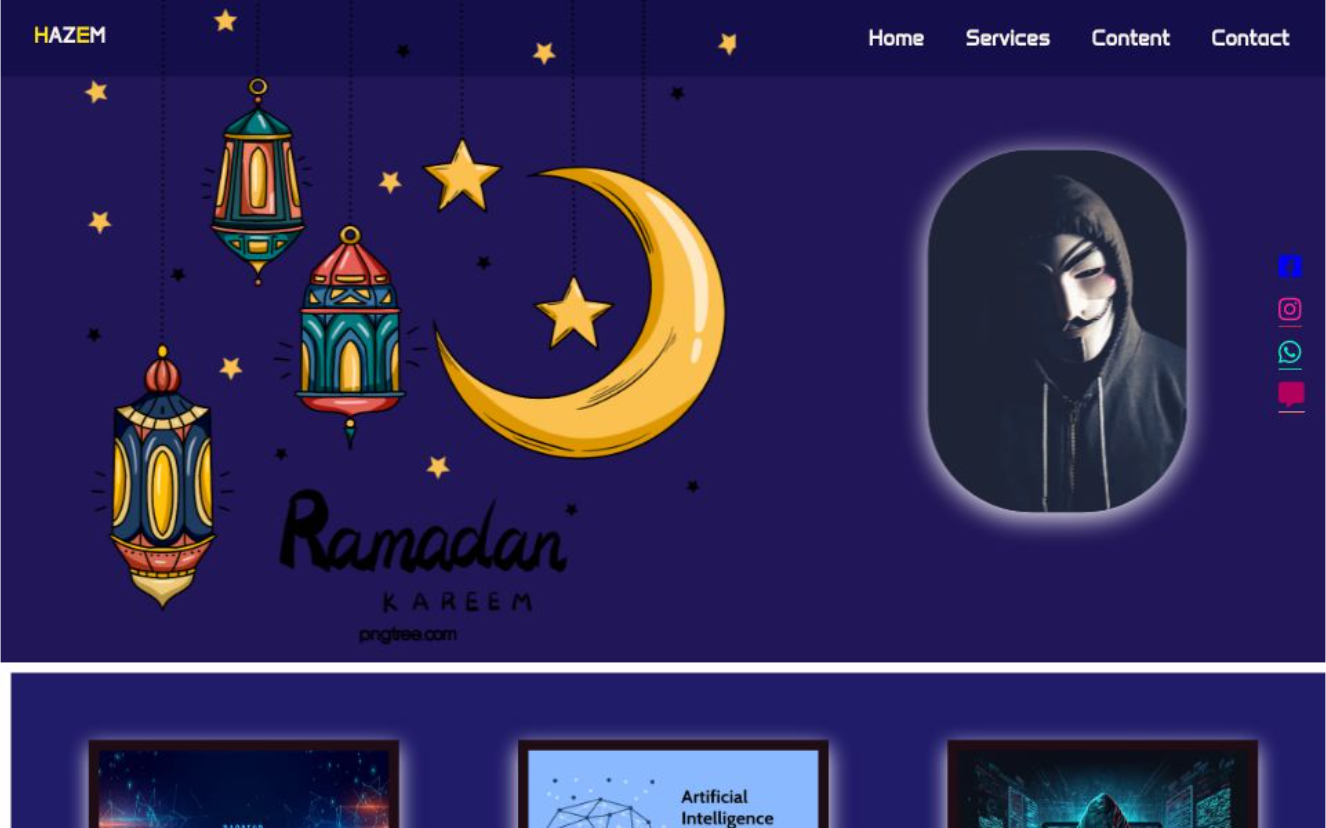 HAZEM
Home
Services
Content
Contact
Ramadan
KAREEM
pngtree.com
Artificial
Intelligence